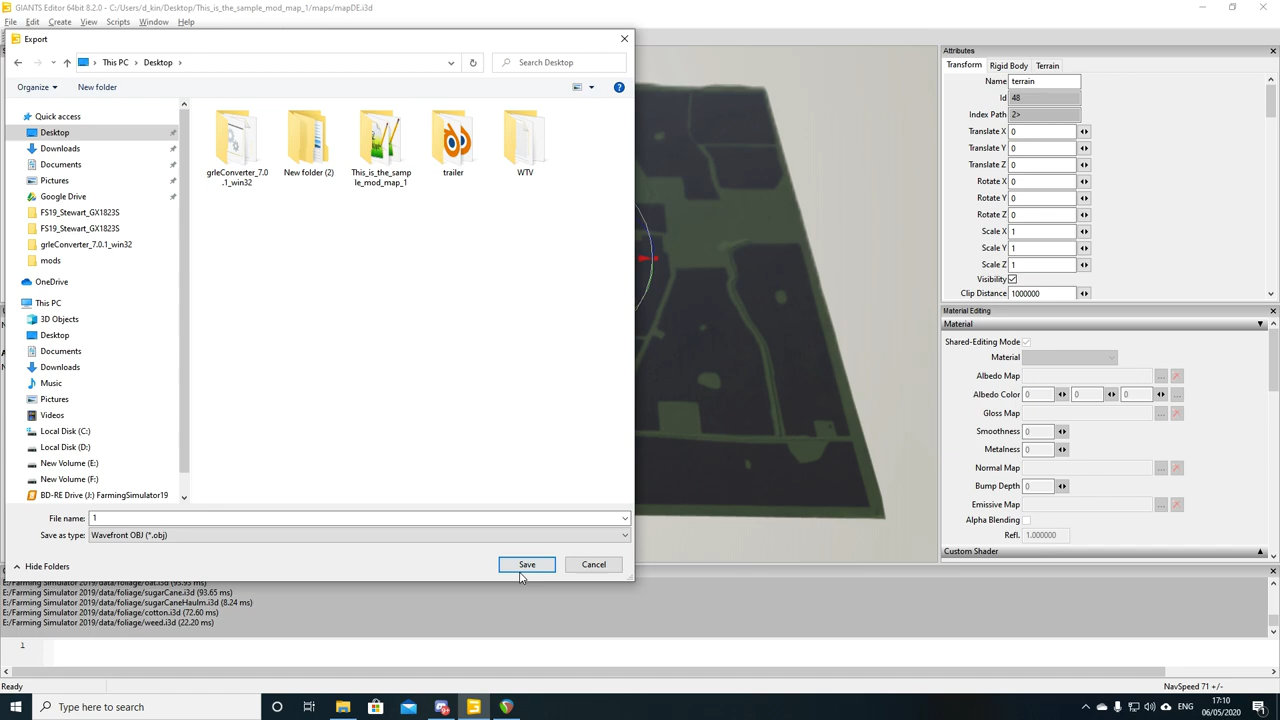 GIANTS Editor 64bit 8.2.0 - C:/Users/d_kin/Desktop/This_is_the_sample_mod_map_1/maps/mapDE.i3d
File Edit Create View Scripts Window Help
Export
This PC Desktop
Search Desktop
Organize New folder
Quick access
Desktop
Downloads
Documents
Pictures
Google Drive
FS19_Stewart_GX1823S
FS19_Stewart_GX1823S
grleConverter_7.0.1_win32
mods
OneDrive
This PC
3D Objects
Desktop
Documents
Downloads
Music
Pictures
Videos
Local Disk (C:)
Local Disk (D:)
New Volume (E:)
New Volume (F:)
BD-RE Drive (J:) FarmingSimulator19
grleConverter_7.0
.1_win32
New folder (2)
This_is_the_samp
le_mod_map_1
trailer
WTV
File name: 1
Save as type: Wavefront OBJ (*.obj)
Hide Folders
Save
Cancel
Attributes
Transform Rigid Body Terrain
Name terrain
Id 48
Index Path 2>
Translate X 0
Translate Y 0
Translate Z 0
Rotate X 0
Rotate Y 0
Rotate Z 0
Scale X 1
Scale Y 1
Scale Z 1
Visibility
Clip Distance 1000000
Material Editing
Material
Shared-Editing Mode
Material
Albedo Map ...
Albedo Color 0 0 0 ...
Gloss Map ...
Smoothness 0
Metalness 0
Normal Map ...
Bump Depth 0
Emissive Map ...
Alpha Blending
Refl. 1.000000
Custom Shader
E:/Farming Simulator 2019/data/foliage/oat.i3d (93.93 ms)
E:/Farming Simulator 2019/data/foliage/sugarCane.i3d (93.65 ms)
E:/Farming Simulator 2019/data/foliage/sugarCaneHaulm.i3d (8.24 ms)
E:/Farming Simulator 2019/data/foliage/cotton.i3d (72.60 ms)
E:/Farming Simulator 2019/data/foliage/weed.i3d (22.20 ms)
1
Ready
NavSpeed 71 +/-
Type here to search
ENG
17:10
06/05/2020
1